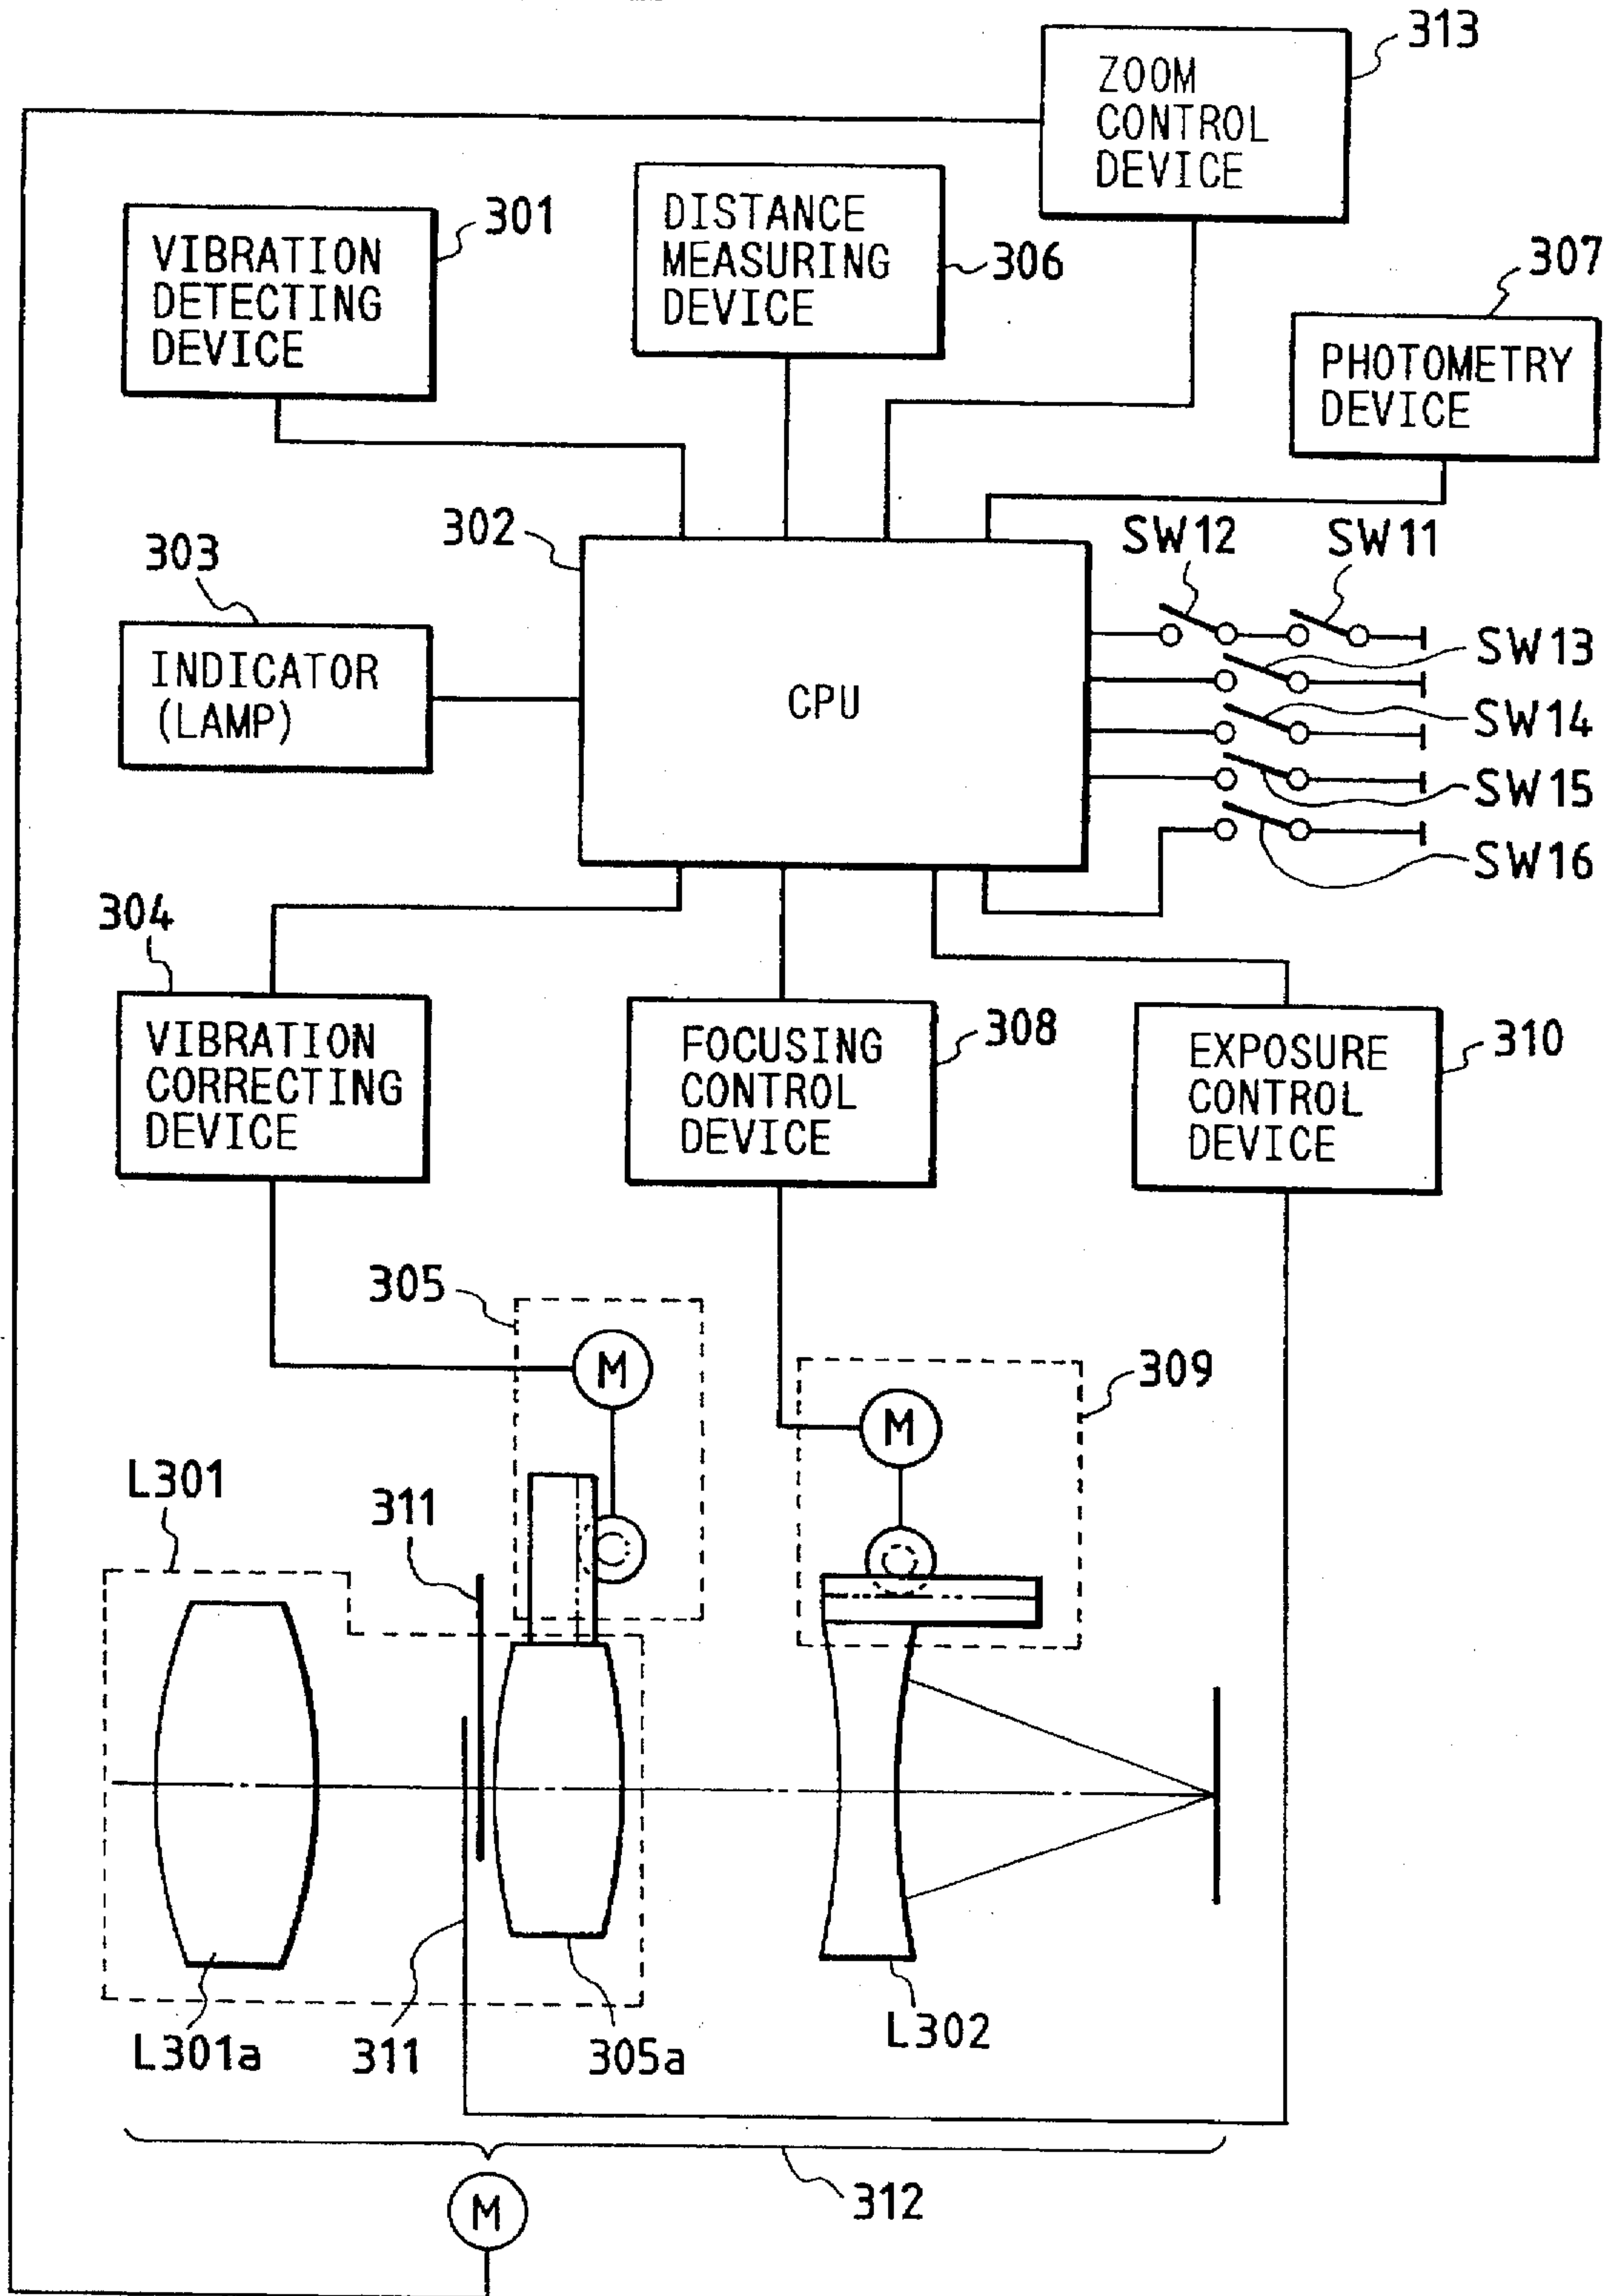 313
ZOOM
CONTROL
DEVICE
301
VIBRATION
DETECTING
DEVICE
DISTANCE
MEASURING
DEVICE
306
307
PHOTOMETRY
DEVICE
302
303
INDICATOR
(LAMP)
CPU
SW12
SW11
SW13
SW14
SW15
SW16
304
VIBRATION
CORRECTING
DEVICE
FOCUSING
CONTROL
DEVICE
308
EXPOSURE
CONTROL
DEVICE
310
305
M
309
M
L301
311
L301a
311
305a
L302
312
M